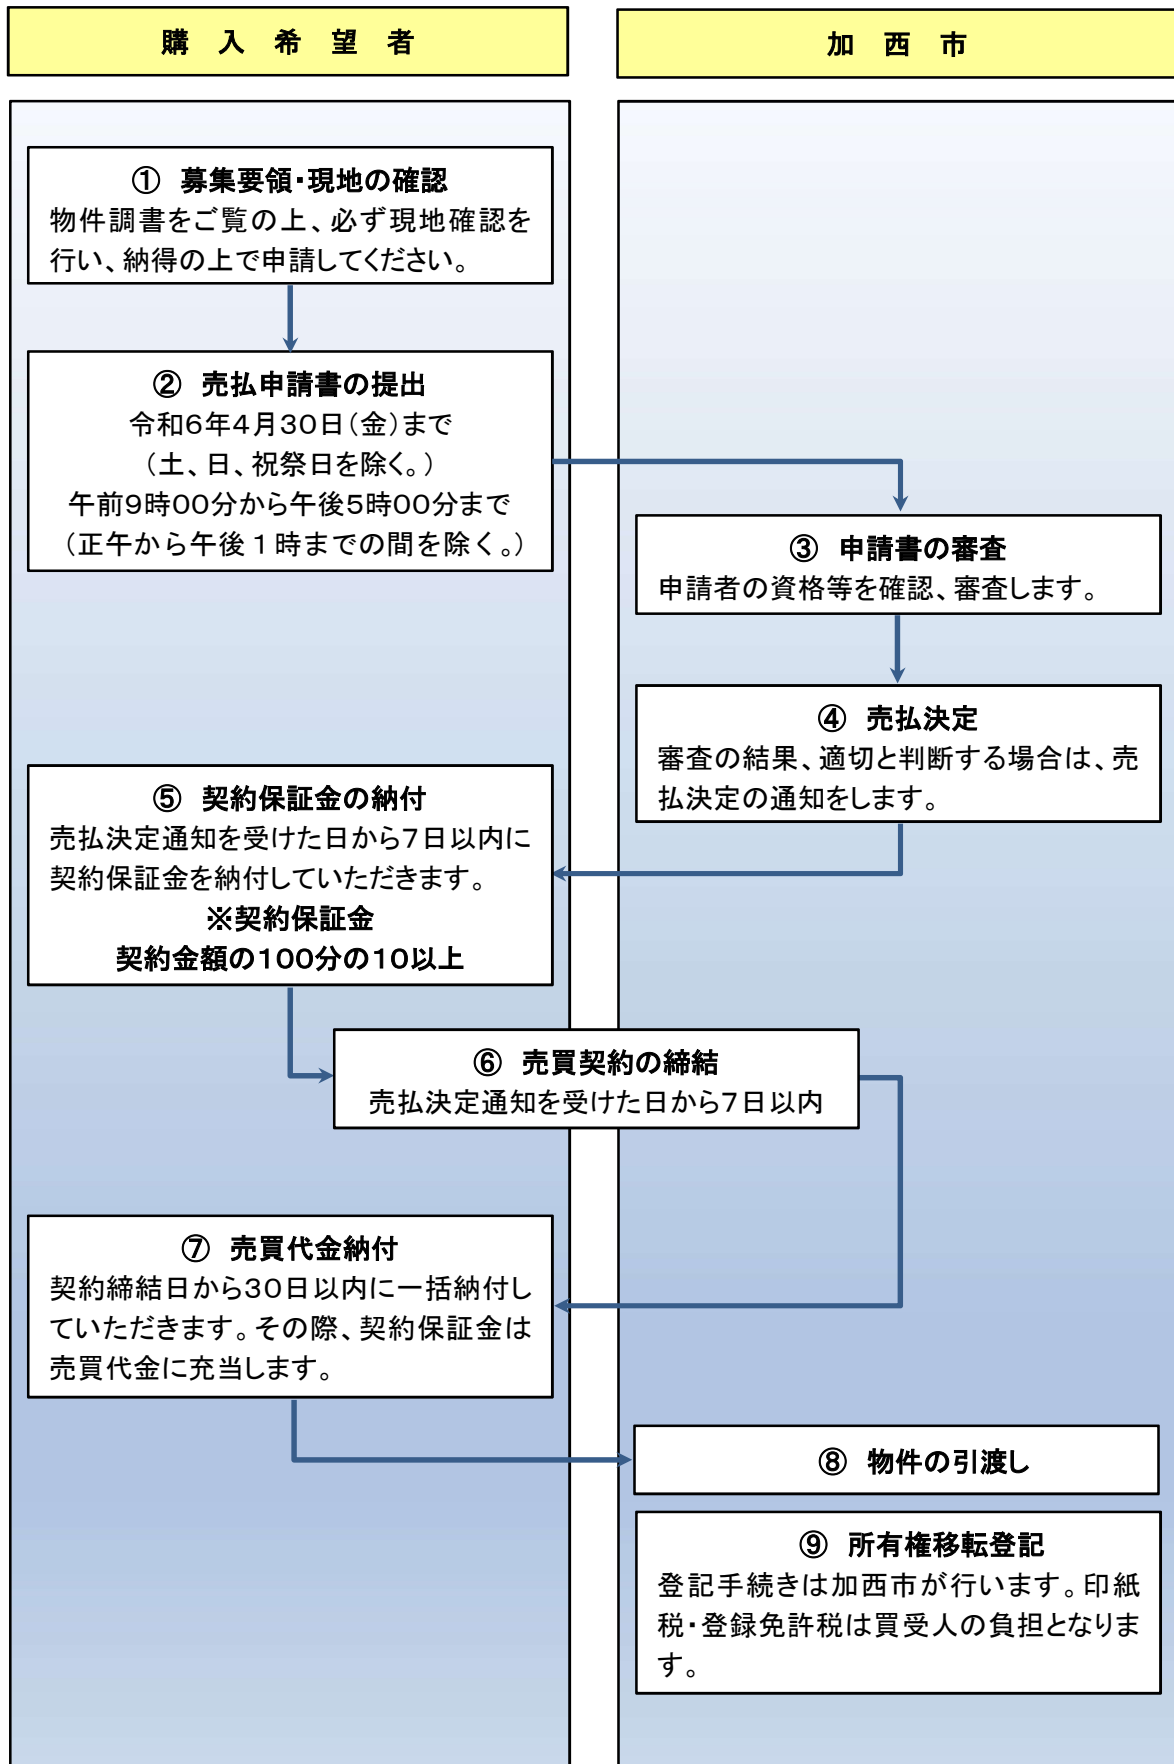 購入希望者
加西市
① 募集要領・現地の確認
物件調書をご覧の上、必ず現地確認を
行い、納得の上で申請してください。
② 売払申請書の提出
令和6年4月30日(金)まで
(土、日、祝祭日を除く。)
午前9時00分から午後5時00分まで
(正午から午後1時までの間を除く。)
③ 申請書の審査
申請者の資格等を確認、審査します。
④ 売払決定
審査の結果、適切と判断する場合は、売
払決定の通知をします。
⑤ 契約保証金の納付
売払決定通知を受けた日から7日以内に
契約保証金を納付していただきます。
※契約保証金
契約金額の100分の10以上
⑥ 売買契約の締結
売払決定通知を受けた日から7日以内
⑦ 売買代金納付
契約締結日から30日以内に一括納付し
ていただきます。その際、契約保証金は
売買代金に充当します。
⑧ 物件の引渡し
⑨ 所有権移転登記
登記手続きは加西市が行います。印紙
税・登録免許税は買受人の負担となりま
す。